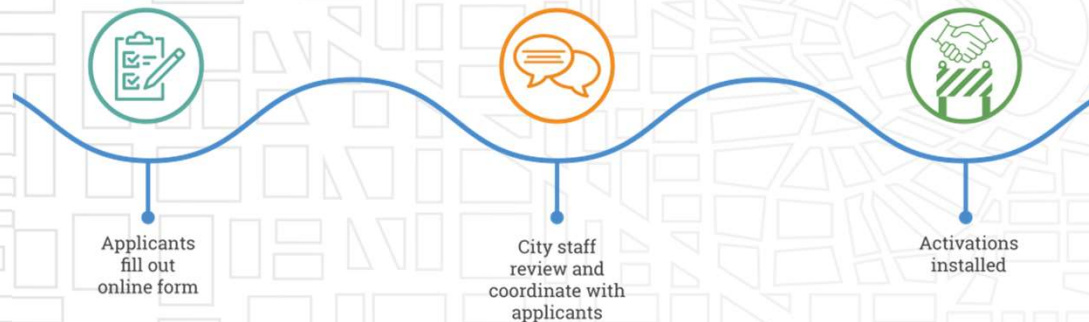 Applicants
fill out
online form
City staff
review and
coordinate with
applicants
Activations
installed